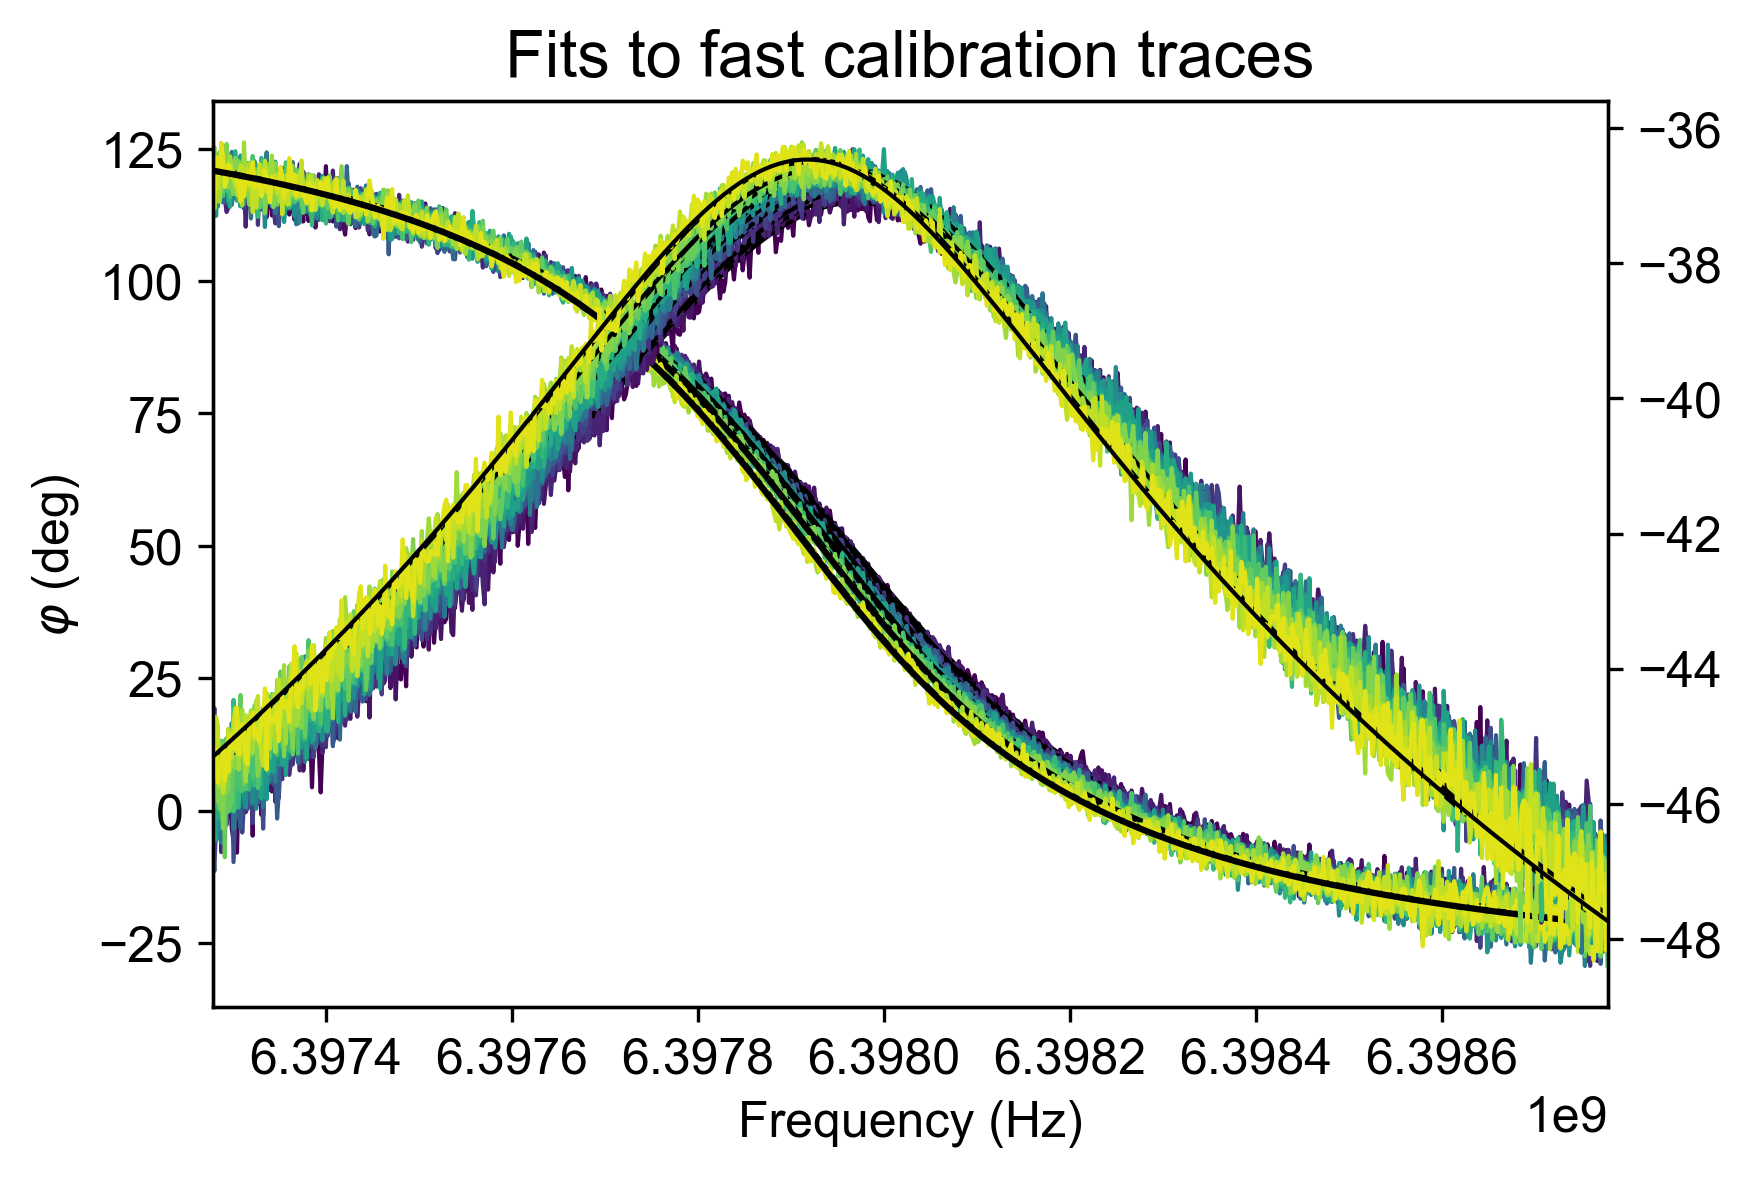 Fits to fast calibration traces
125
100
75
50
25
0
−25
φ (deg)
−36
−38
−40
−42
−44
−46
−48
6.3974 6.3976 6.3978 6.3980 6.3982 6.3984 6.3986
1e9
Frequency (Hz)